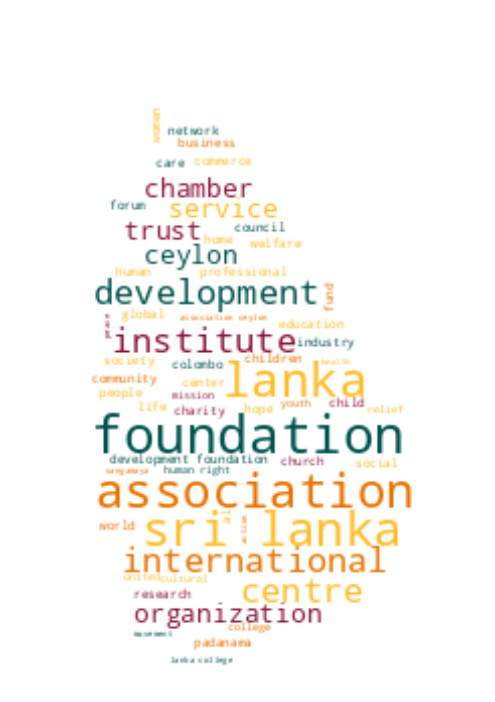 women
network
business
care commerce
chamber
forum service
trust council
home welfare
ceylon
human professional
development fund
global association ceylon education
institute industry
society children health
colombo
community center lanka
people mission
life charity hope youth child relief
foundation
development foundation church social
sanganaya human right
association
world sri lanka al action
international
united cultural
research centre
organization
college
movement padanama
lanka college